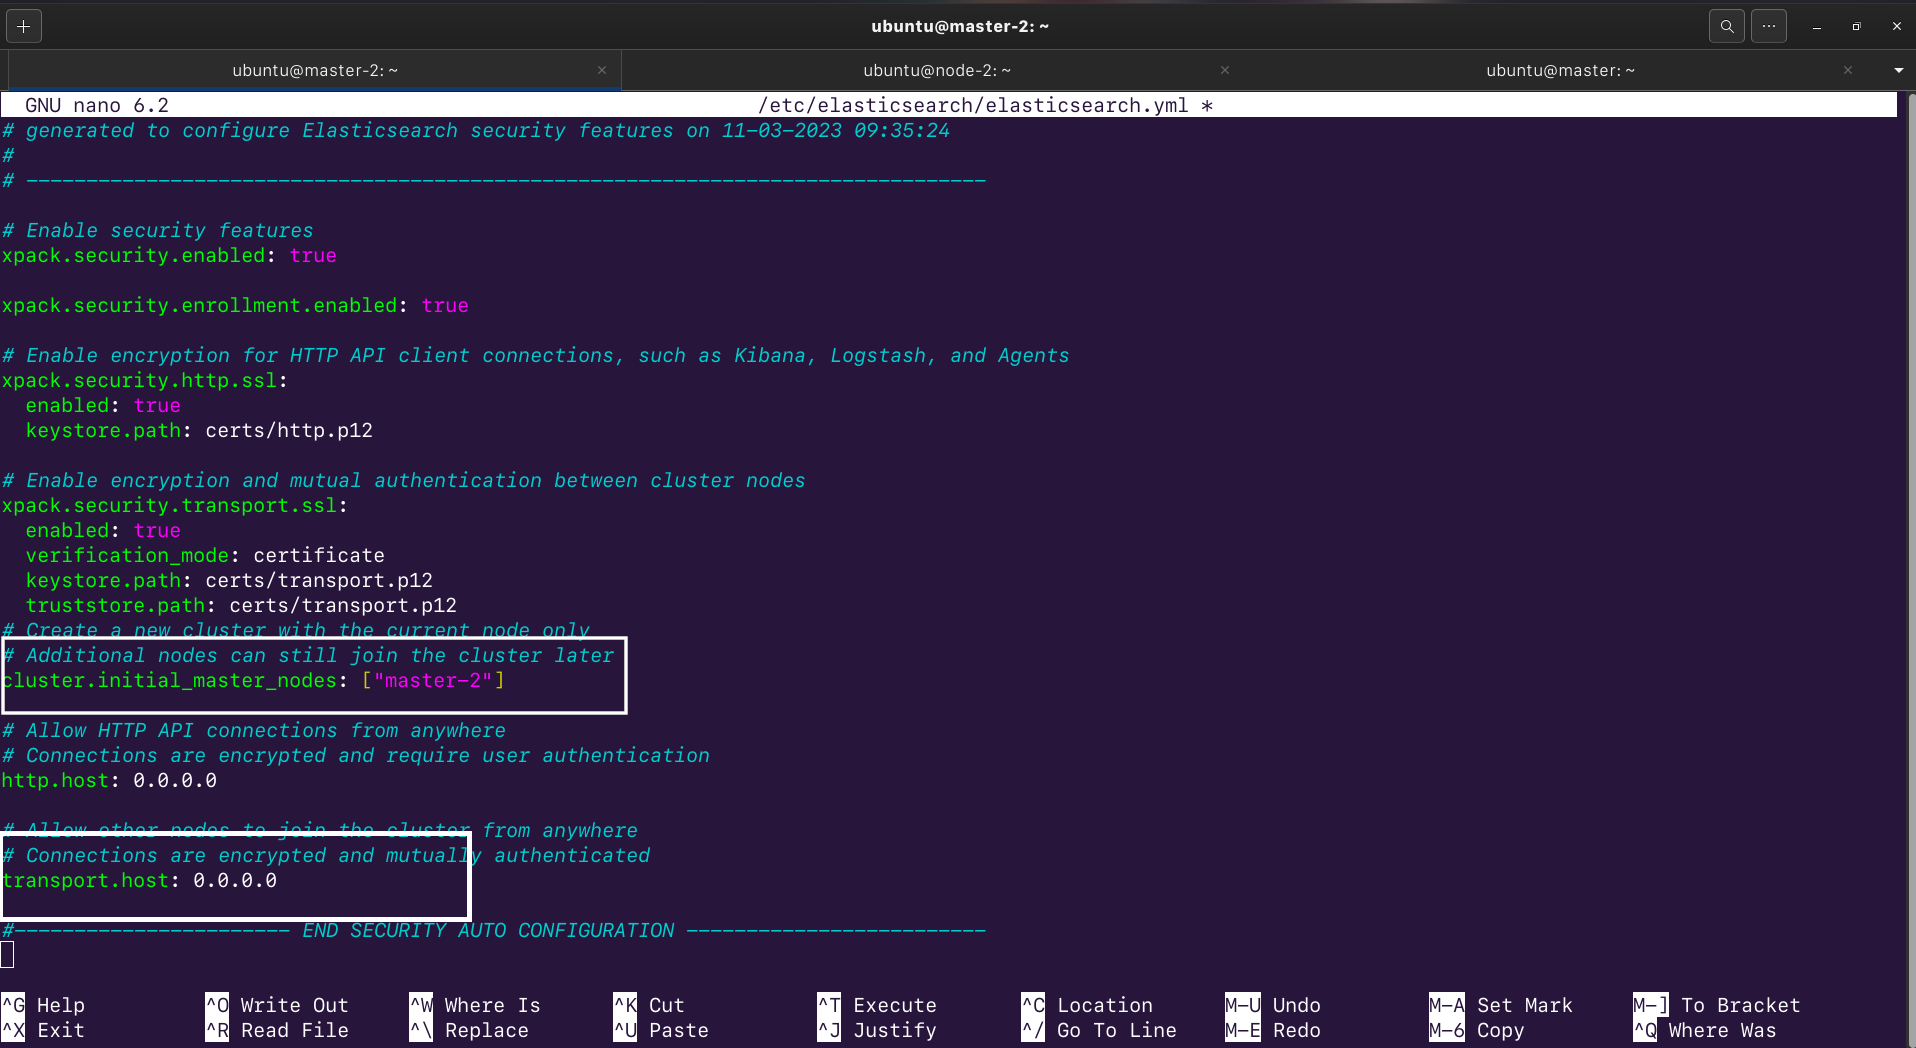 ubuntu@master-2: ~
ubuntu@master-2: ~
ubuntu@node-2: ~
ubuntu@master: ~
GNU nano 6.2 /etc/elasticsearch/elasticsearch.yml *
# generated to configure Elasticsearch security features on 11-03-2023 09:35:24
#
# --------------------------------------------------------------------------------
# Enable security features
xpack.security.enabled: true
xpack.security.enrollment.enabled: true
# Enable encryption for HTTP API client connections, such as Kibana, Logstash, and Agents
xpack.security.http.ssl:
  enabled: true
  keystore.path: certs/http.p12
# Enable encryption and mutual authentication between cluster nodes
xpack.security.transport.ssl:
  enabled: true
  verification_mode: certificate
  keystore.path: certs/transport.p12
  truststore.path: certs/transport.p12
# Create a new cluster with the current node only
# Additional nodes can still join the cluster later
cluster.initial_master_nodes: ["master-2"]
# Allow HTTP API connections from anywhere
# Connections are encrypted and require user authentication
http.host: 0.0.0.0
# Allow other nodes to join the cluster from anywhere
# Connections are encrypted and mutually authenticated
transport.host: 0.0.0.0
#----------------------- END SECURITY AUTO CONFIGURATION -------------------------
^G Help ^O Write Out ^W Where Is ^K Cut ^T Execute ^C Location M-U Undo M-A Set Mark M-] To Bracket
^X Exit ^R Read File ^\ Replace ^U Paste ^J Justify ^/ Go To Line M-E Redo M-6 Copy ^Q Where Was